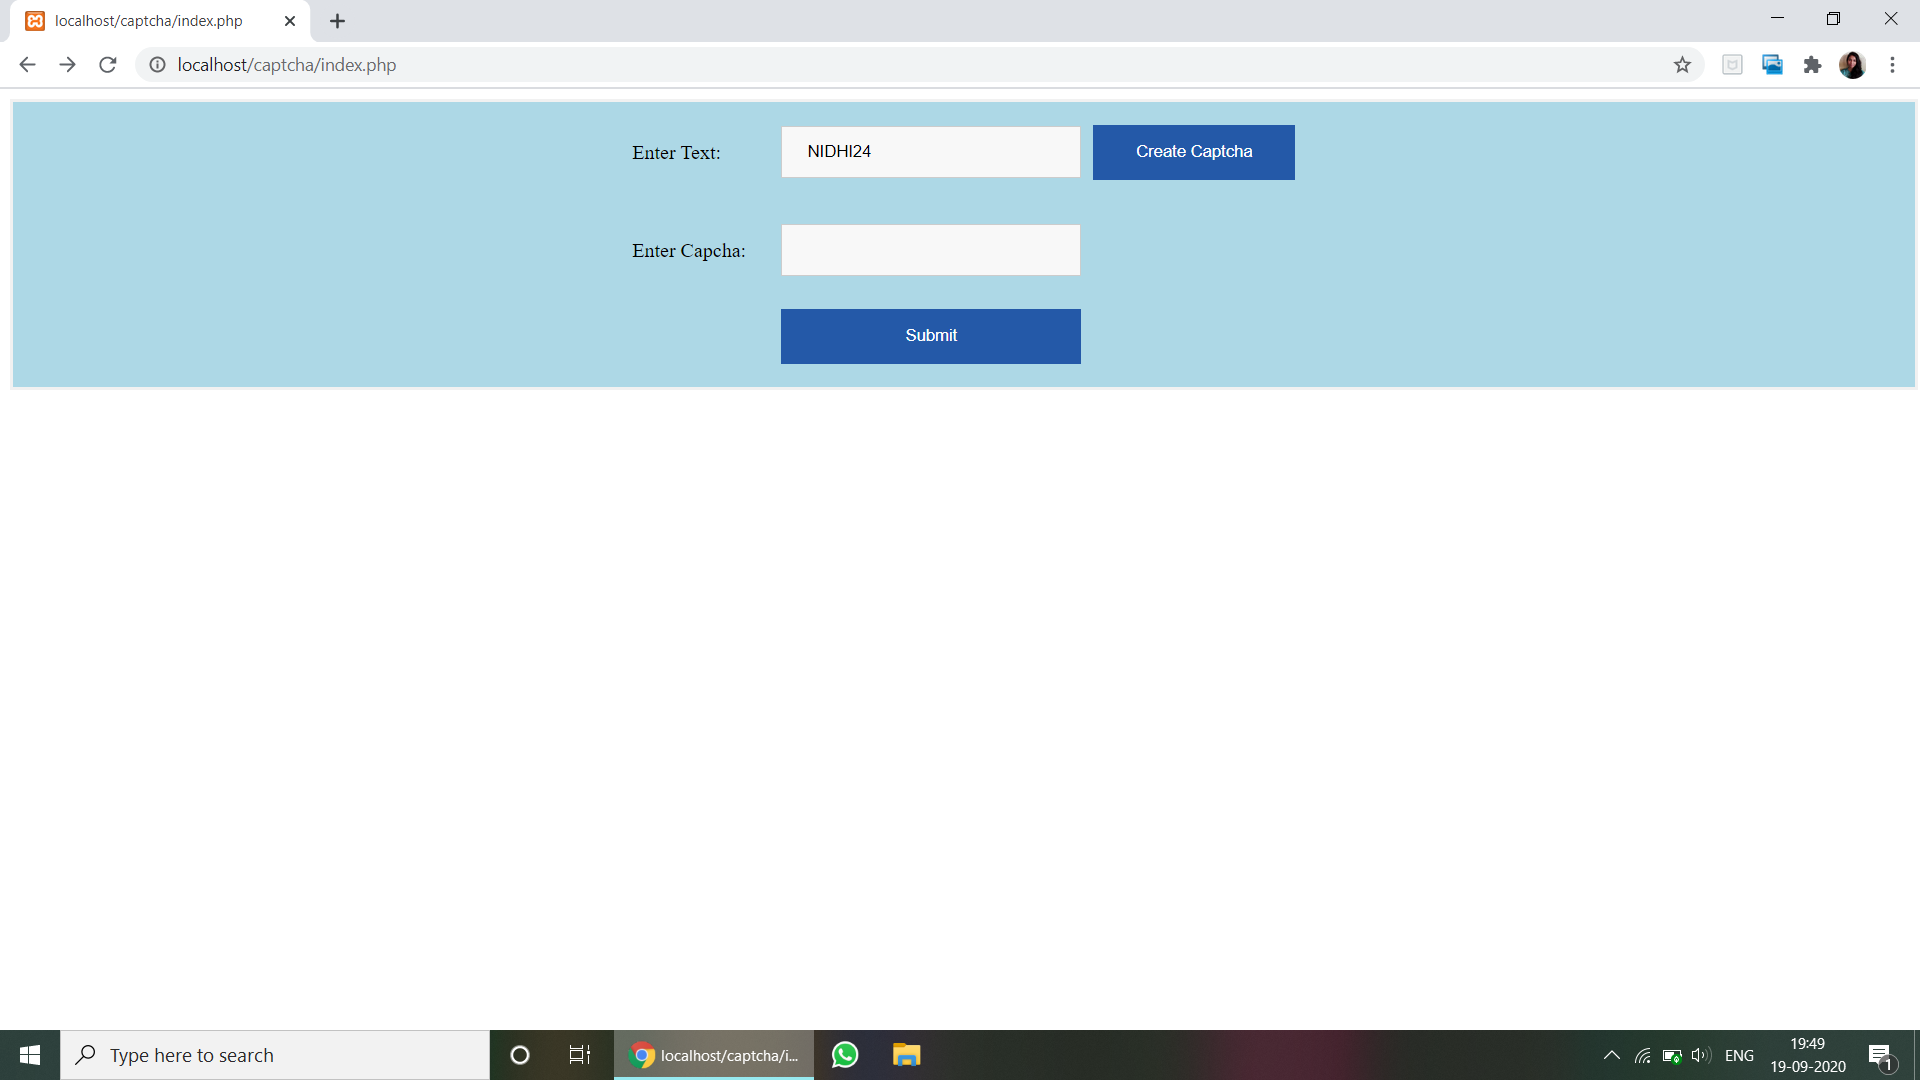 localhost/captcha/index.php
localhost/captcha/index.php
Enter Text: NIDHI24 Create Captcha
Enter Capcha:
Submit
Type here to search
localhost/captcha/i...
ENG
19:49
19-09-2020
1